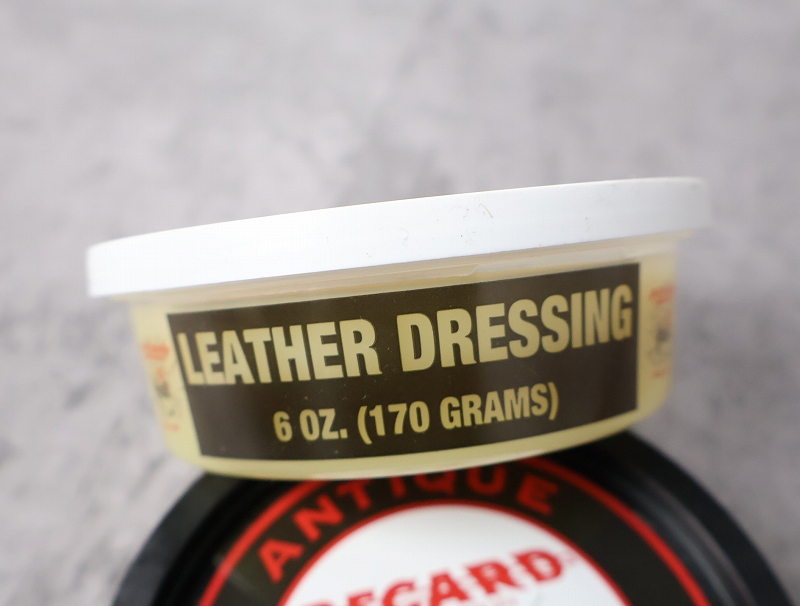 LEATHER DRESSING
6 OZ. (170 GRAMS)
ANTIQUE